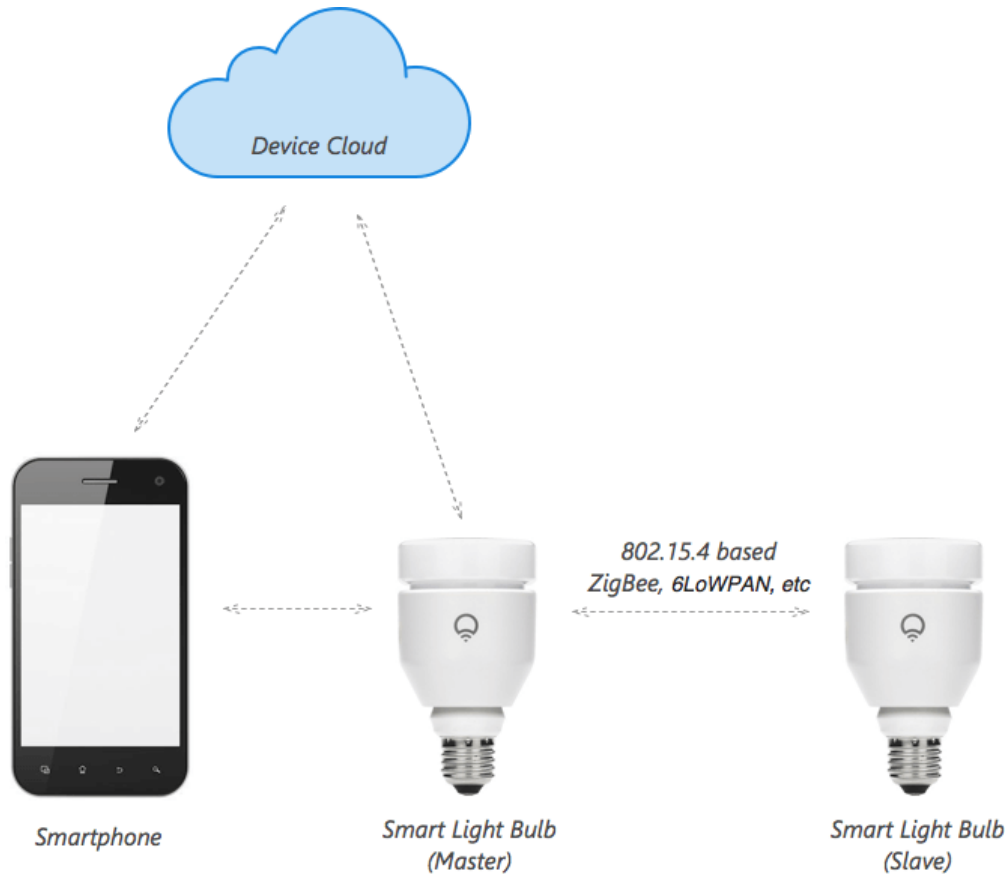 Device Cloud
802.15.4 based
ZigBee, 6LoWPAN, etc
Smartphone
Smart Light Bulb
(Master)
Smart Light Bulb
(Slave)